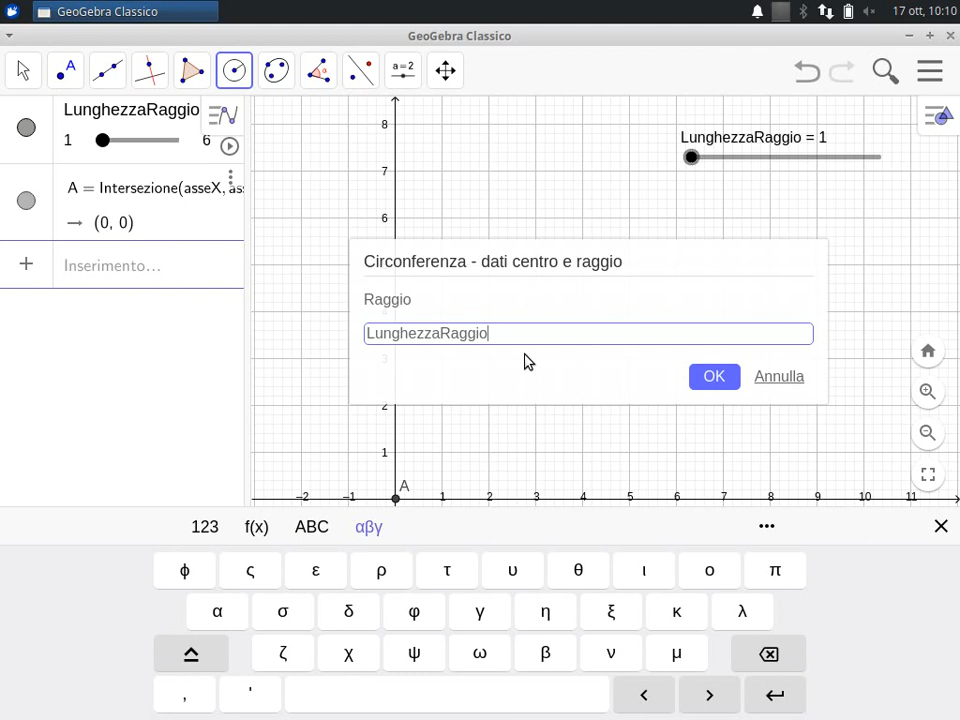 GeoGebra Classico
17 ott, 10:10
GeoGebra Classico
A
a=2
LunghezzaRaggio
1
6
A = Intersezione(asseX, as
→ (0, 0)
+ Inserimento...
LunghezzaRaggio = 1
8
7
6
Circonferenza - dati centro e raggio
Raggio
LunghezzaRaggio
OK
Annulla
4
3
2
1
A
−2 −1 1 2 3 4 5 6 7 8 9 10 11
123 f(x) ABC αβγ ...
ϕ ς ε ρ τ υ θ ι ο π
α σ δ φ γ η ξ κ λ
ζ χ ψ ω β ν μ
, ' < >